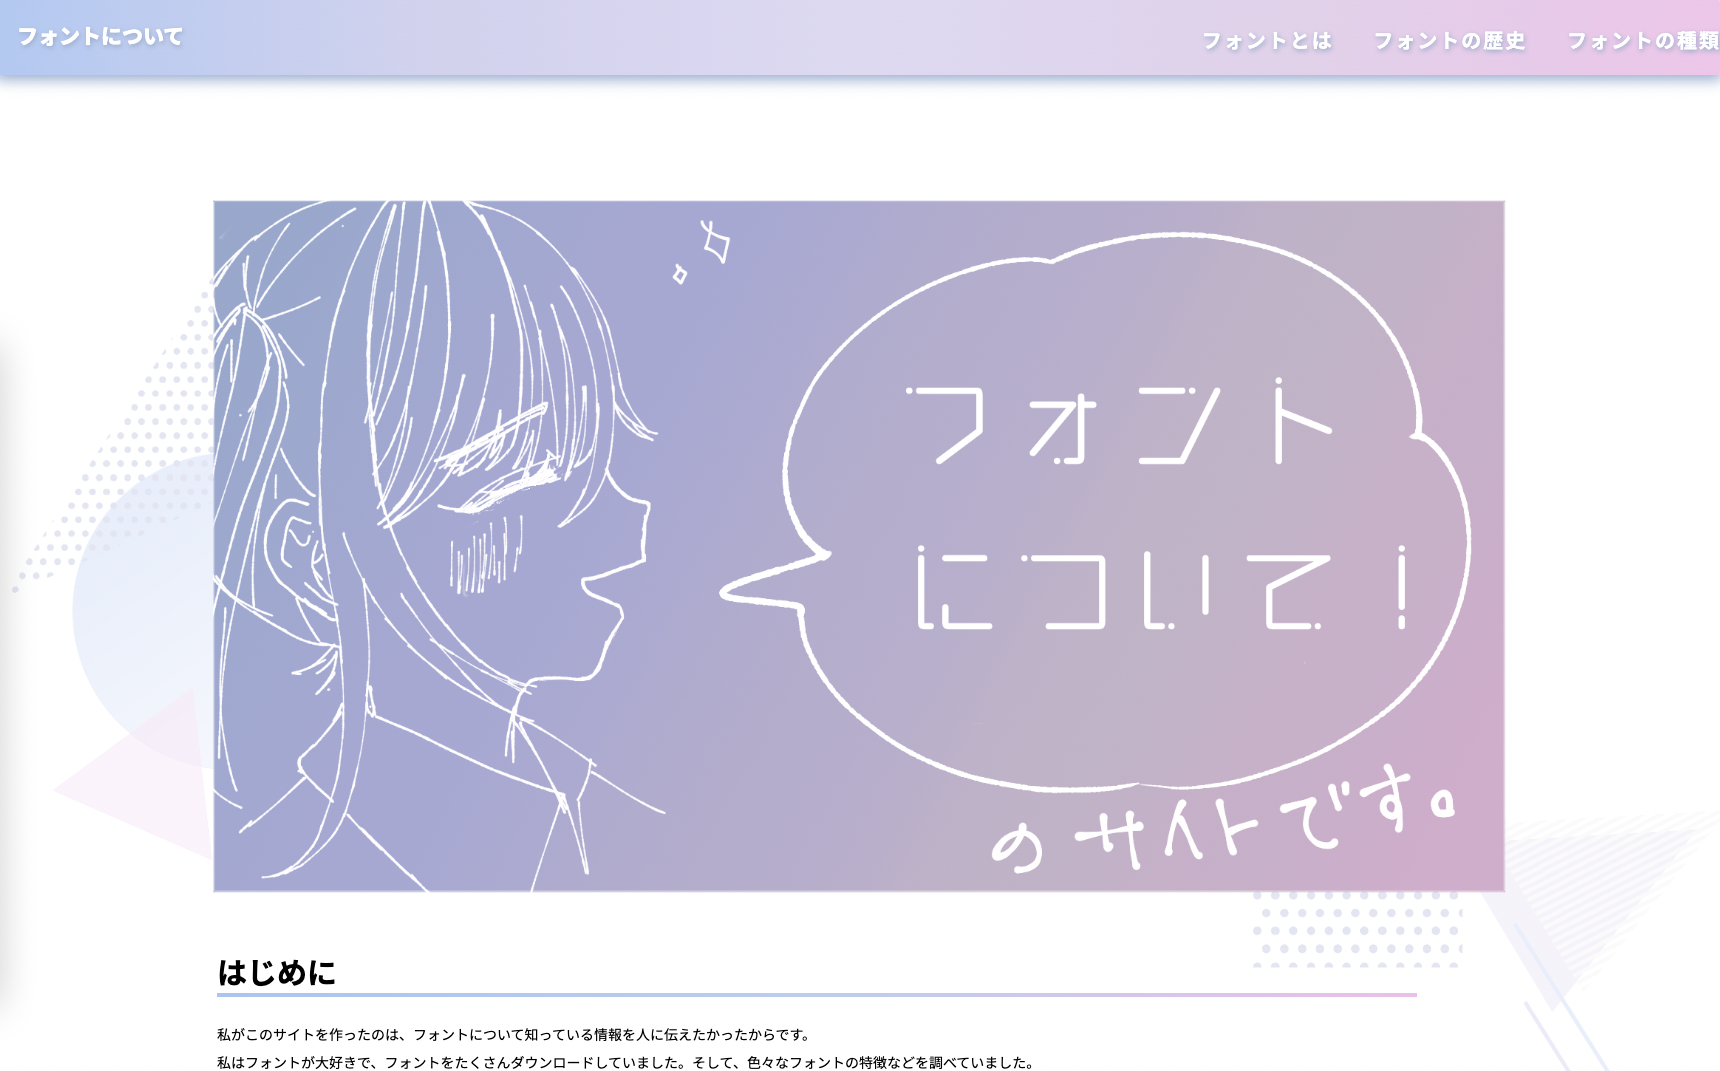 フォントについて
フォントとは
フォントの歴史
フォントの種類
フォント
について!
のサイトです。
はじめに
私がこのサイトを作ったのは、フォントについて知っている情報を人に伝えたかったからです。
私はフォントが大好きで、フォントをたくさんダウンロードしていました。そして、色々なフォントの特徴などを調べていました。